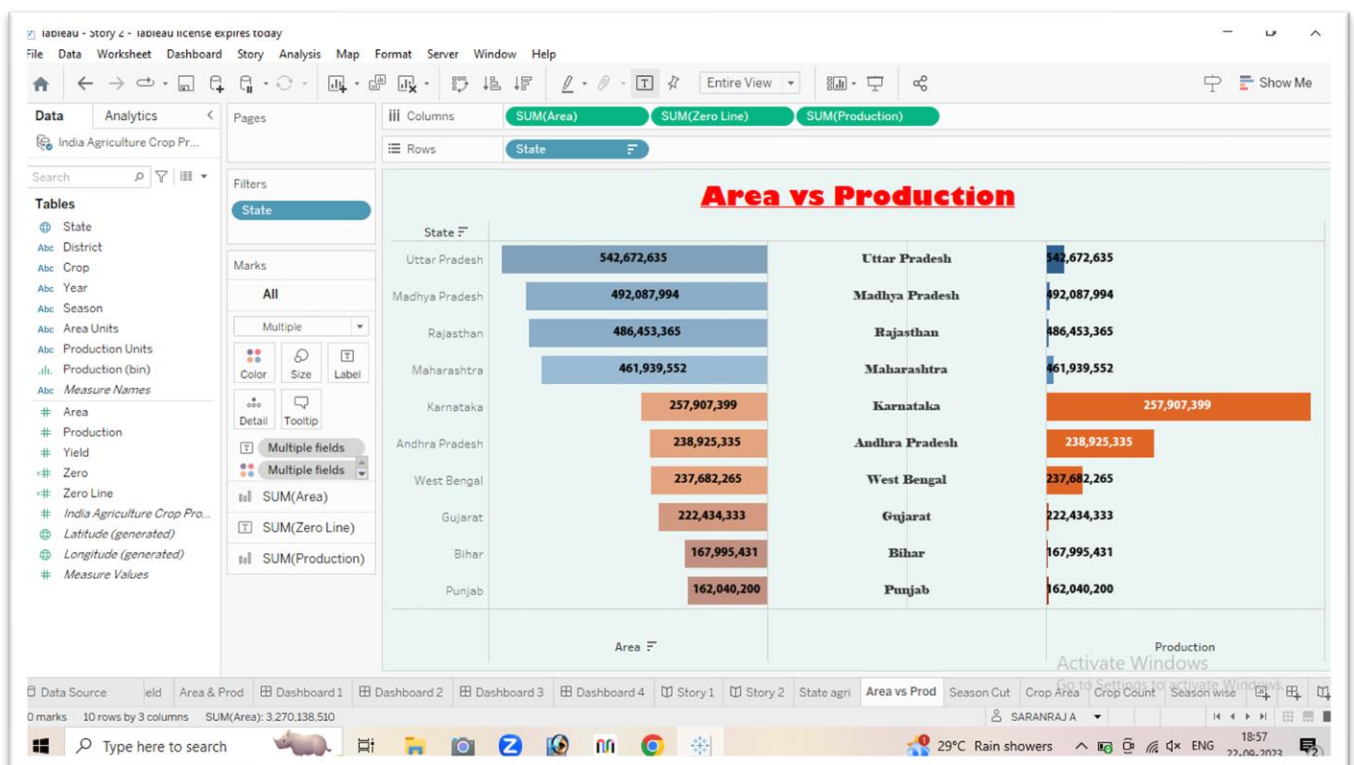 Tableau - Story 2 - Tableau license expires today
File Data Worksheet Dashboard Story Analysis Map Format Server Window Help
Entire View
Show Me
Data Analytics
India Agriculture Crop Pr...
Search
Tables
State
Abc District
Abc Crop
Abc Year
Abc Season
Abc Area Units
Abc Production Units
Production (bin)
Abc Measure Names
# Area
# Production
# Yield
=# Zero
=# Zero Line
# India Agriculture Crop Pro...
Latitude (generated)
Longitude (generated)
# Measure Values
Pages
Filters
State
Marks
All
Multiple
Color Size Label
Detail Tooltip
Multiple fields
Multiple fields
SUM(Area)
SUM(Zero Line)
SUM(Production)
Columns SUM(Area) SUM(Zero Line) SUM(Production)
Rows State
Area vs Production
State
Uttar Pradesh 542,672,635 Uttar Pradesh 542,672,635
Madhya Pradesh 492,087,994 Madhya Pradesh 492,087,994
Rajasthan 486,453,365 Rajasthan 486,453,365
Maharashtra 461,939,552 Maharashtra 461,939,552
Karnataka 257,907,399 Karnataka 257,907,399
Andhra Pradesh 238,925,335 Andhra Pradesh 238,925,335
West Bengal 237,682,265 West Bengal 237,682,265
Gujarat 222,434,333 Gujarat 222,434,333
Bihar 167,995,431 Bihar 167,995,431
Punjab 162,040,200 Punjab 162,040,200
Area Production
Activate Windows
Go to Settings to activate Windows.
Data Source eld Area & Prod Dashboard 1 Dashboard 2 Dashboard 3 Dashboard 4 Story 1 Story 2 State agri Area vs Prod Season Cut Crop Area Crop Count Season wise
0 marks 10 rows by 3 columns SUM(Area): 3,270,138,510 SARANRAJ A
Type here to search 29°C Rain showers ENG 18:57
22-09-2023